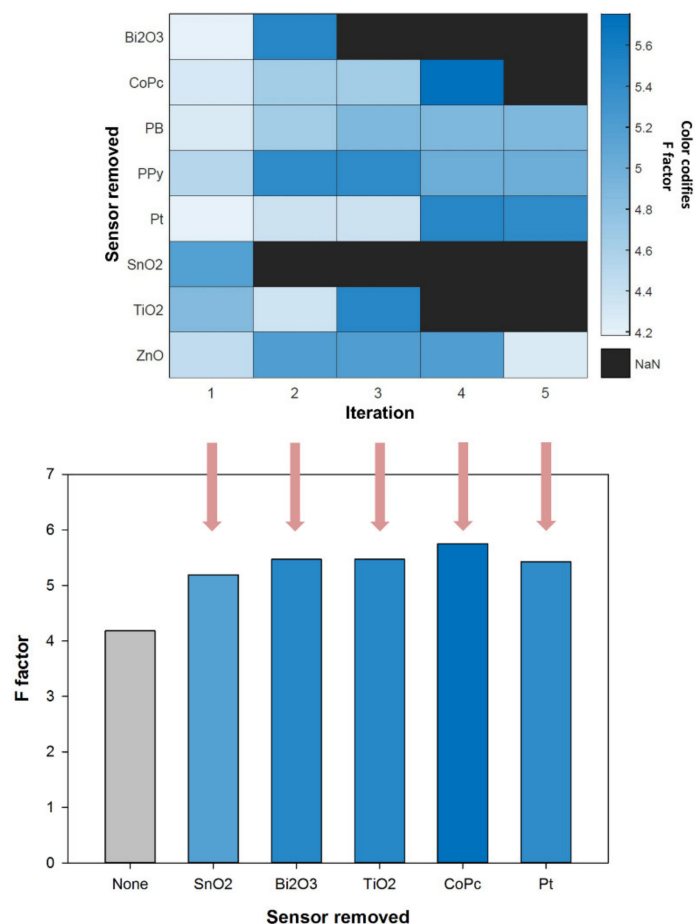 Sensor removed
Bi2O3
CoPc
PB
PPy
Pt
SnO2
TiO2
ZnO
1 2 3 4 5
Iteration
5.6
5.4
5.2
5
4.8
4.6
4.4
4.2
NaN
Color codifies
F factor
F factor
7
6
5
4
3
2
1
0
None SnO2 Bi2O3 TiO2 CoPc Pt
Sensor removed